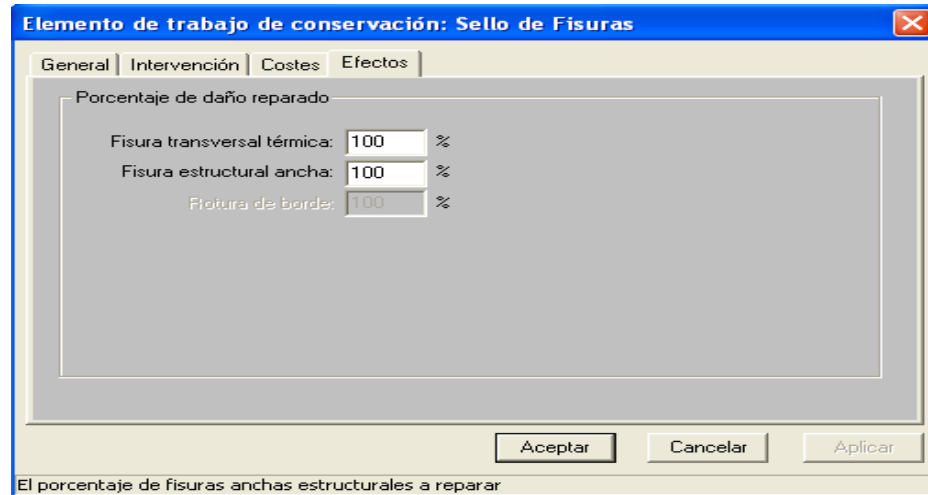 Elemento de trabajo de conservación: Sello de Fisuras
General Intervención Costes Efectos
Porcentaje de daño reparado
Fisura transversal térmica: 100 %
Fisura estructural ancha: 100 %
Rotura de borde: 100 %
Aceptar Cancelar Aplicar
El porcentaje de fisuras anchas estructurales a reparar